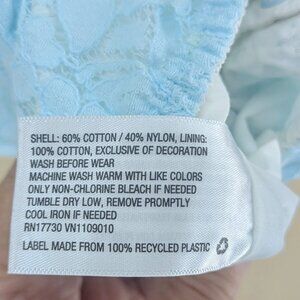 SHELL: 60% COTTON / 40% NYLON, LINING:
100% COTTON, EXCLUSIVE OF DECORATION
WASH BEFORE WEAR
MACHINE WASH WARM WITH LIKE COLORS
ONLY NON-CHLORINE BLEACH IF NEEDED
TUMBLE DRY LOW, REMOVE PROMPTLY
COOL IRON IF NEEDED
RN17730 VN1109010
LABEL MADE FROM 100% RECYCLED PLASTIC